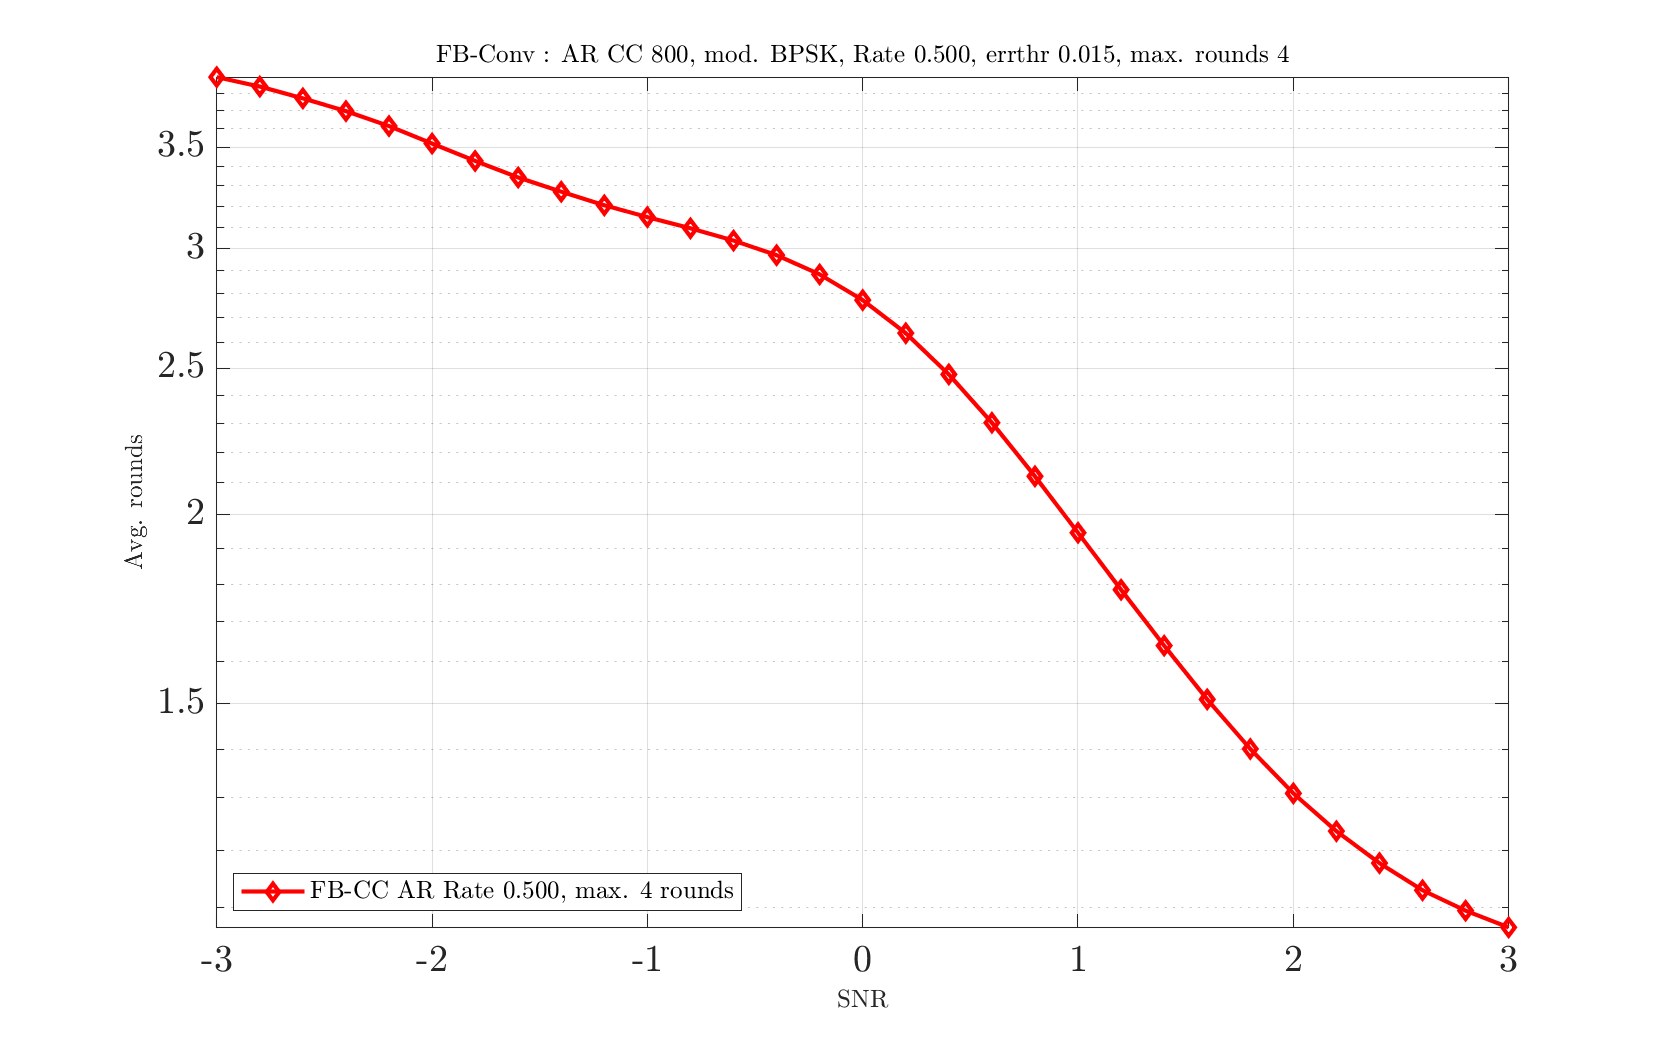 FB-Conv : AR CC 800, mod. BPSK, Rate 0.500, errthr 0.015, max. rounds 4
3.5
3
2.5
2
1.5
Avg. rounds
FB-CC AR Rate 0.500, max. 4 rounds
-3 -2 -1 0 1 2 3
SNR